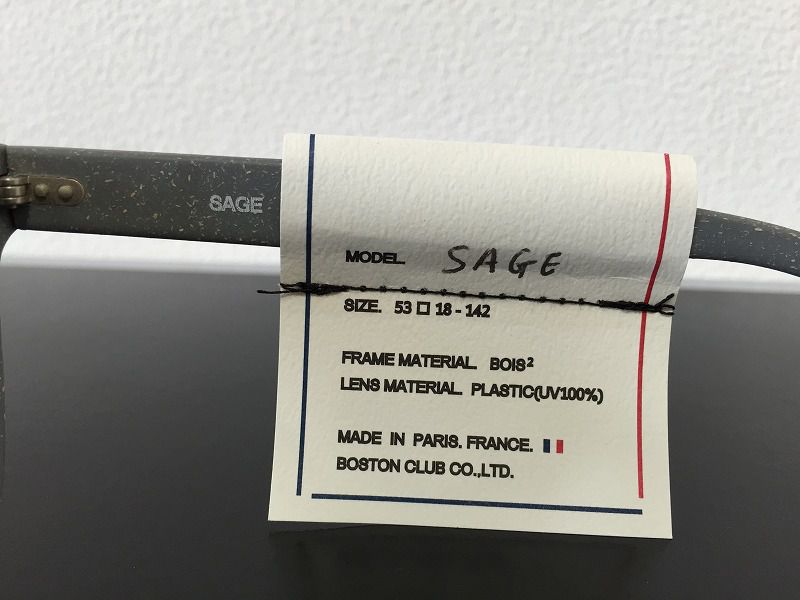 SAGE
MODEL. SAGE
SIZE. 53 □ 18 - 142
FRAME MATERIAL. BOIS²
LENS MATERIAL. PLASTIC(UV100%)
MADE IN PARIS. FRANCE.
BOSTON CLUB CO.,LTD.